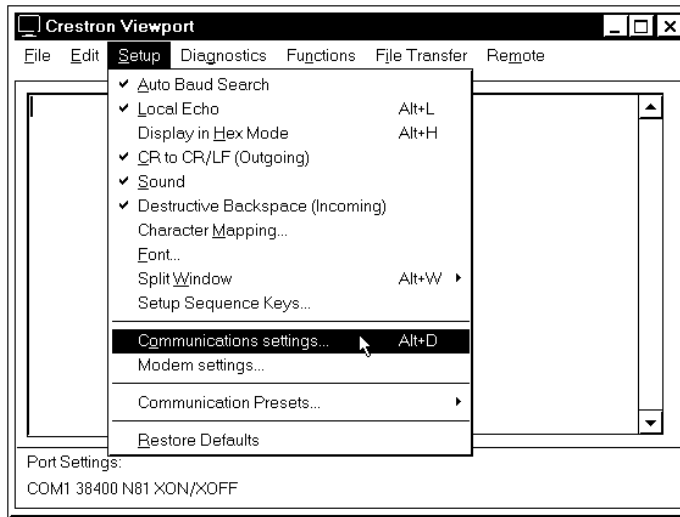 Crestron Viewport
File Edit Setup Diagnostics Functions File Transfer Remote
Auto Baud Search
Local Echo Alt+L
Display in Hex Mode Alt+H
CR to CR/LF (Outgoing)
Sound
Destructive Backspace (Incoming)
Character Mapping...
Font...
Split Window Alt+W
Setup Sequence Keys...
Communications settings... Alt+D
Modem settings...
Communication Presets...
Restore Defaults
Port Settings:
COM1 38400 N81 XON/XOFF